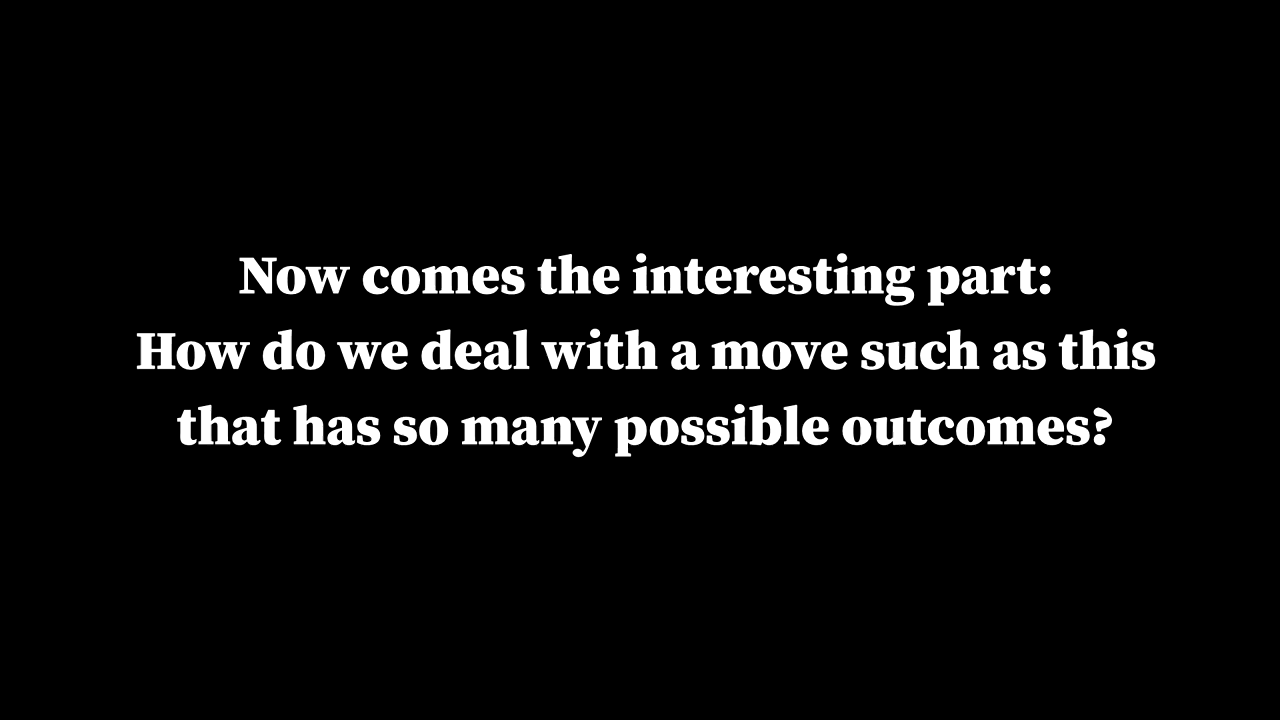 Now comes the interesting part:
How do we deal with a move such as this
that has so many possible outcomes?